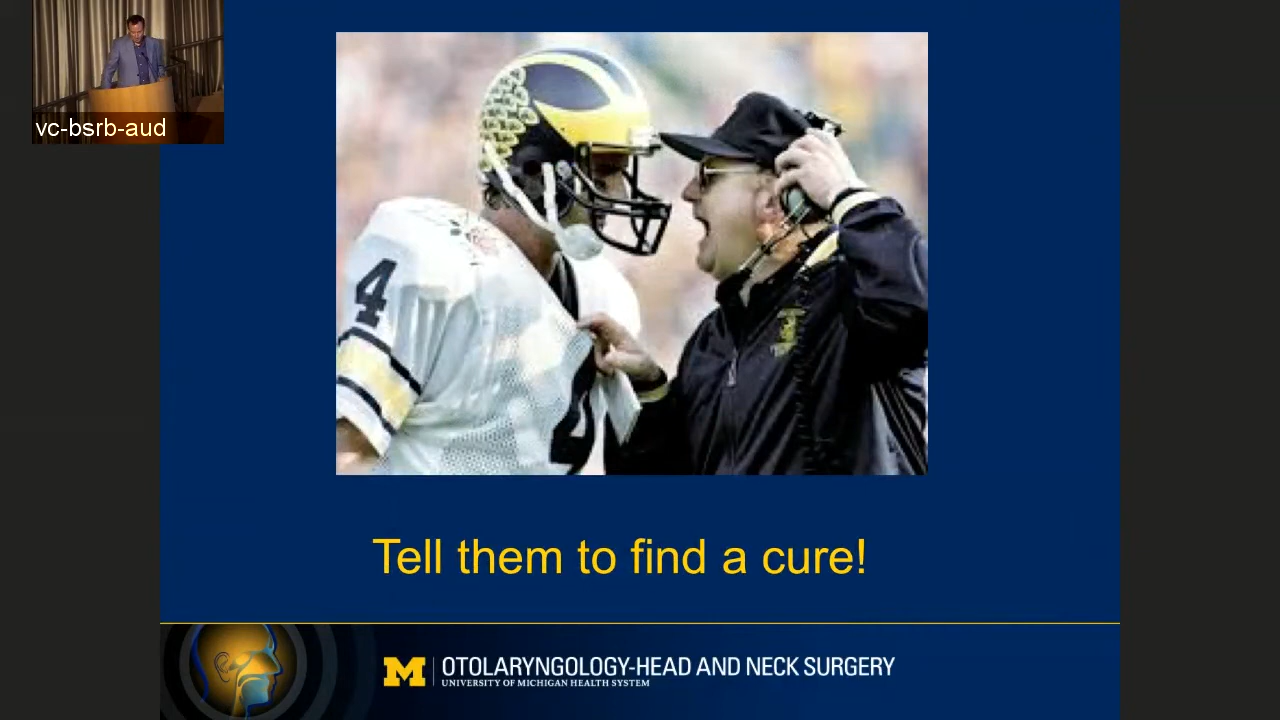 vc-bsrb-aud
4
4
Tell them to find a cure!
M OTOLARYNGOLOGY-HEAD AND NECK SURGERY
UNIVERSITY OF MICHIGAN HEALTH SYSTEM